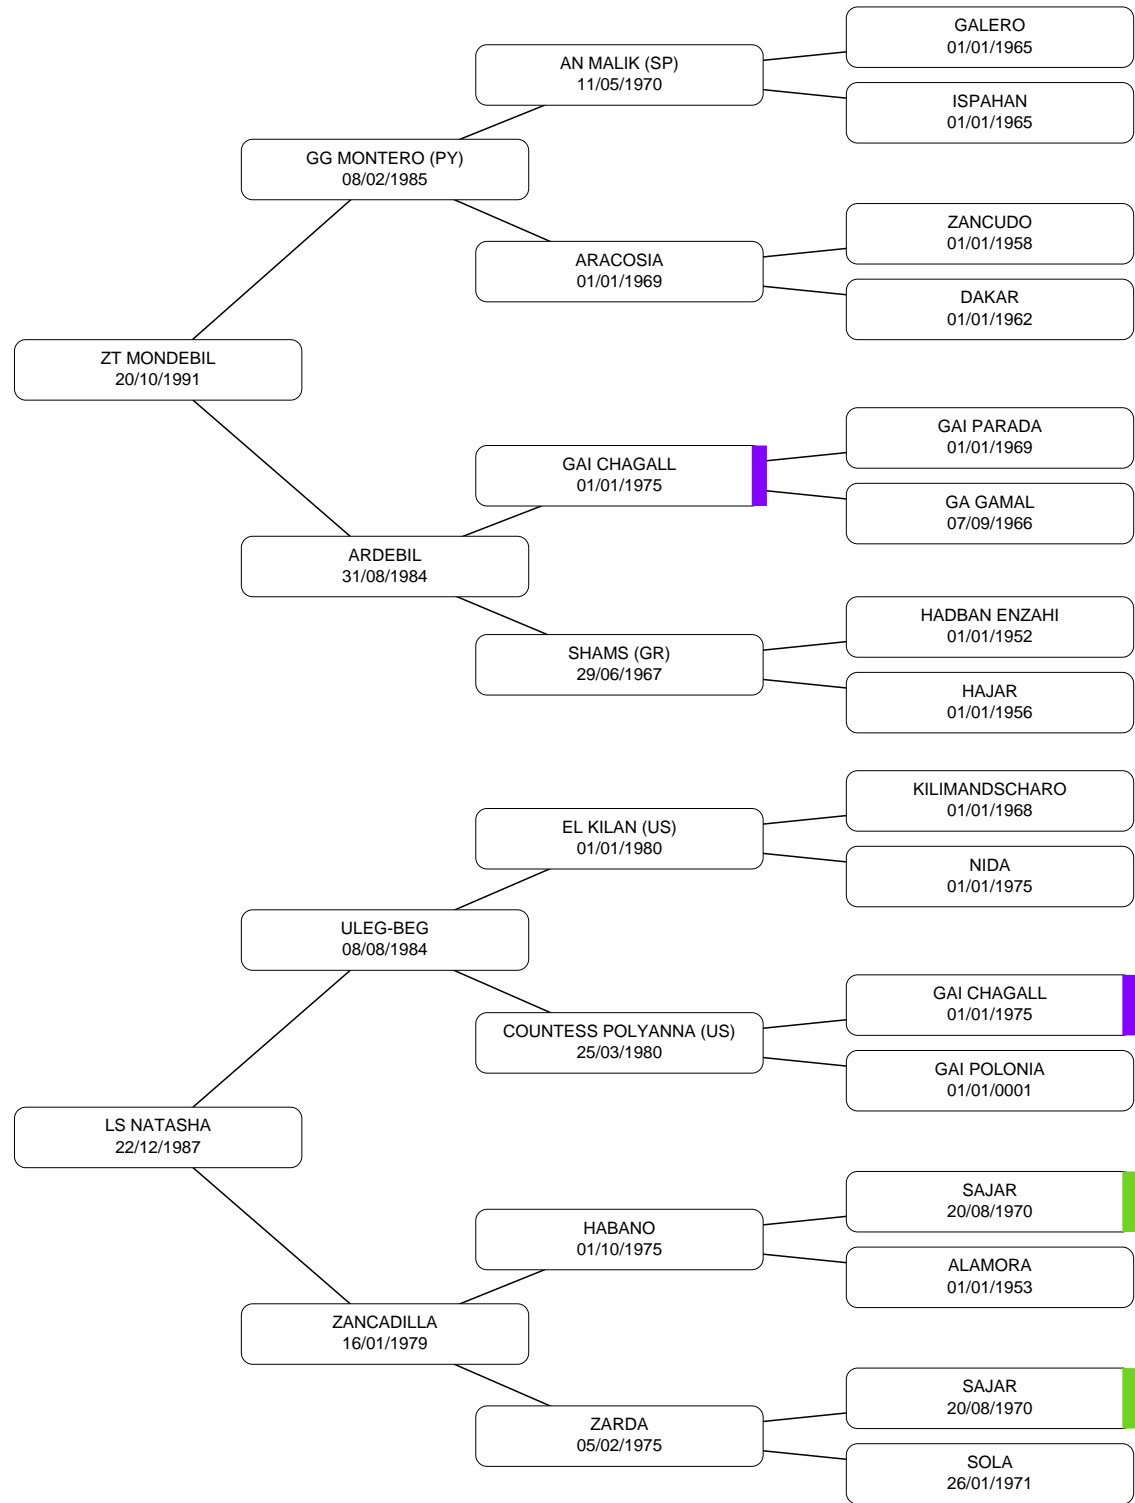 GALERO
01/01/1965
AN MALIK (SP)
11/05/1970
ISPAHAN
01/01/1965
GG MONTERO (PY)
08/02/1985
ZANCUDO
01/01/1958
ARACOSIA
01/01/1969
DAKAR
01/01/1962
ZT MONDEBIL
20/10/1991
GAI PARADA
01/01/1969
GAI CHAGALL
01/01/1975
GA GAMAL
07/09/1966
ARDEBIL
31/08/1984
HADBAN ENZAHI
01/01/1952
SHAMS (GR)
29/06/1967
HAJAR
01/01/1956
KILIMANDSCHARO
01/01/1968
EL KILAN (US)
01/01/1980
NIDA
01/01/1975
ULEG-BEG
08/08/1984
GAI CHAGALL
01/01/1975
COUNTESS POLYANNA (US)
25/03/1980
GAI POLONIA
01/01/0001
LS NATASHA
22/12/1987
SAJAR
20/08/1970
HABANO
01/10/1975
ALAMORA
01/01/1953
ZANCADILLA
16/01/1979
SAJAR
20/08/1970
ZARDA
05/02/1975
SOLA
26/01/1971